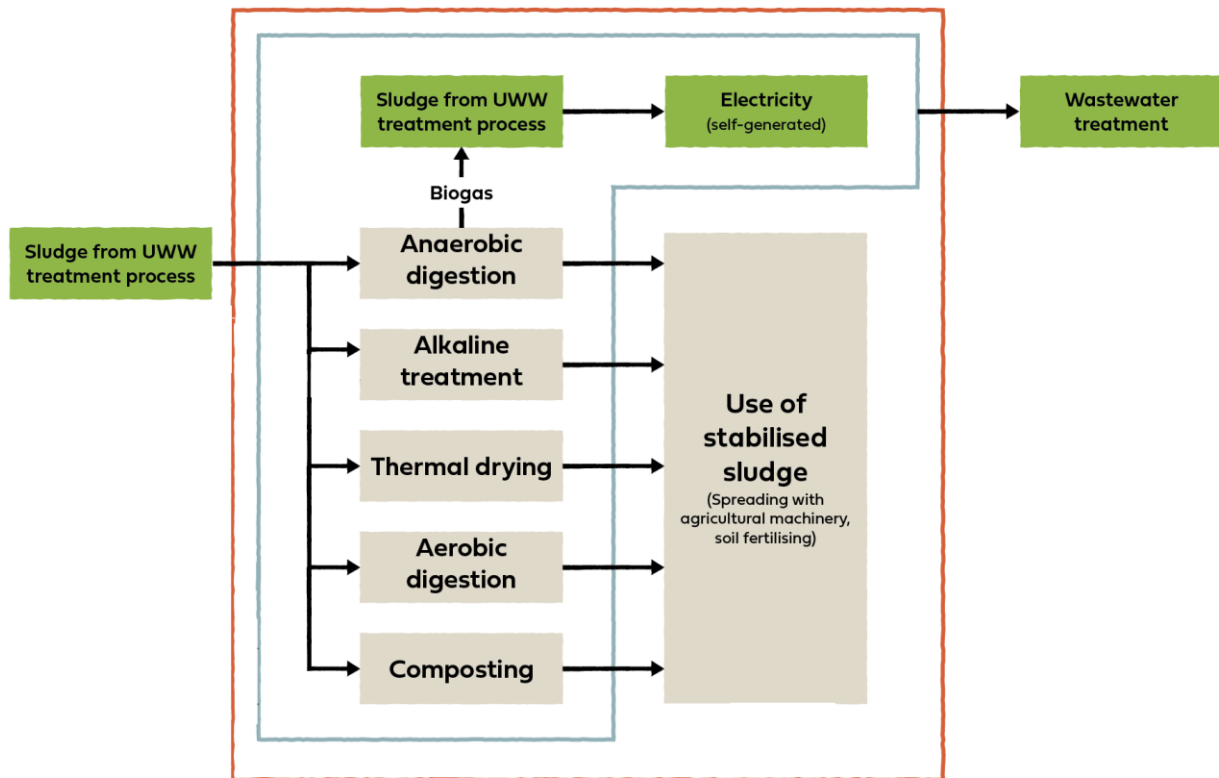 Sludge from UWW
treatment process
Electricity
(self-generated)
Wastewater
treatment
Biogas
Sludge from UWW
treatment process
Anaerobic
digestion
Alkaline
treatment
Thermal drying
Aerobic
digestion
Composting
Use of
stabilised
sludge
(Spreading with
agricultural machinery,
soil fertilising)